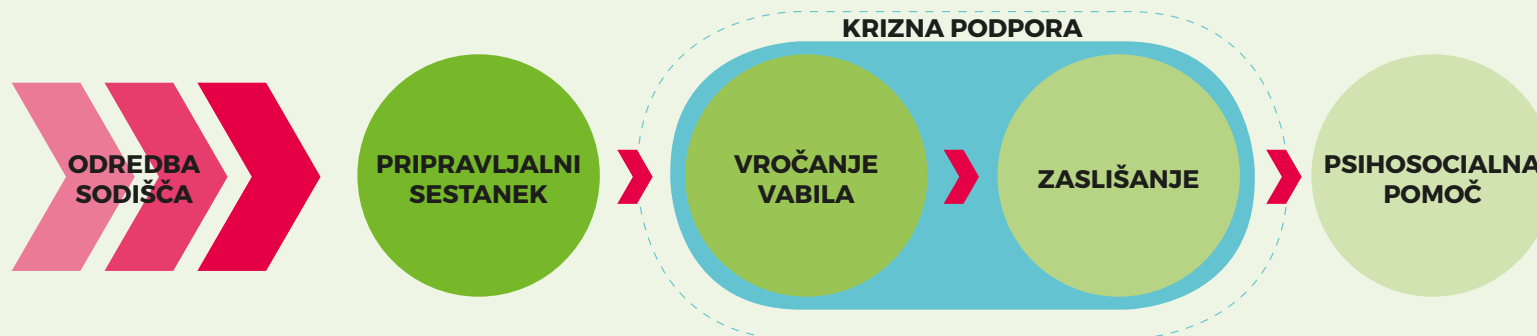 KRIZNA PODPORA
ODREDBA
SODIŠČA
PRIPRAVLJALNI
SESTANEK
VROČANJE
VABILA
ZASLIŠANJE
PSIHOSOCIALNA
POMOČ